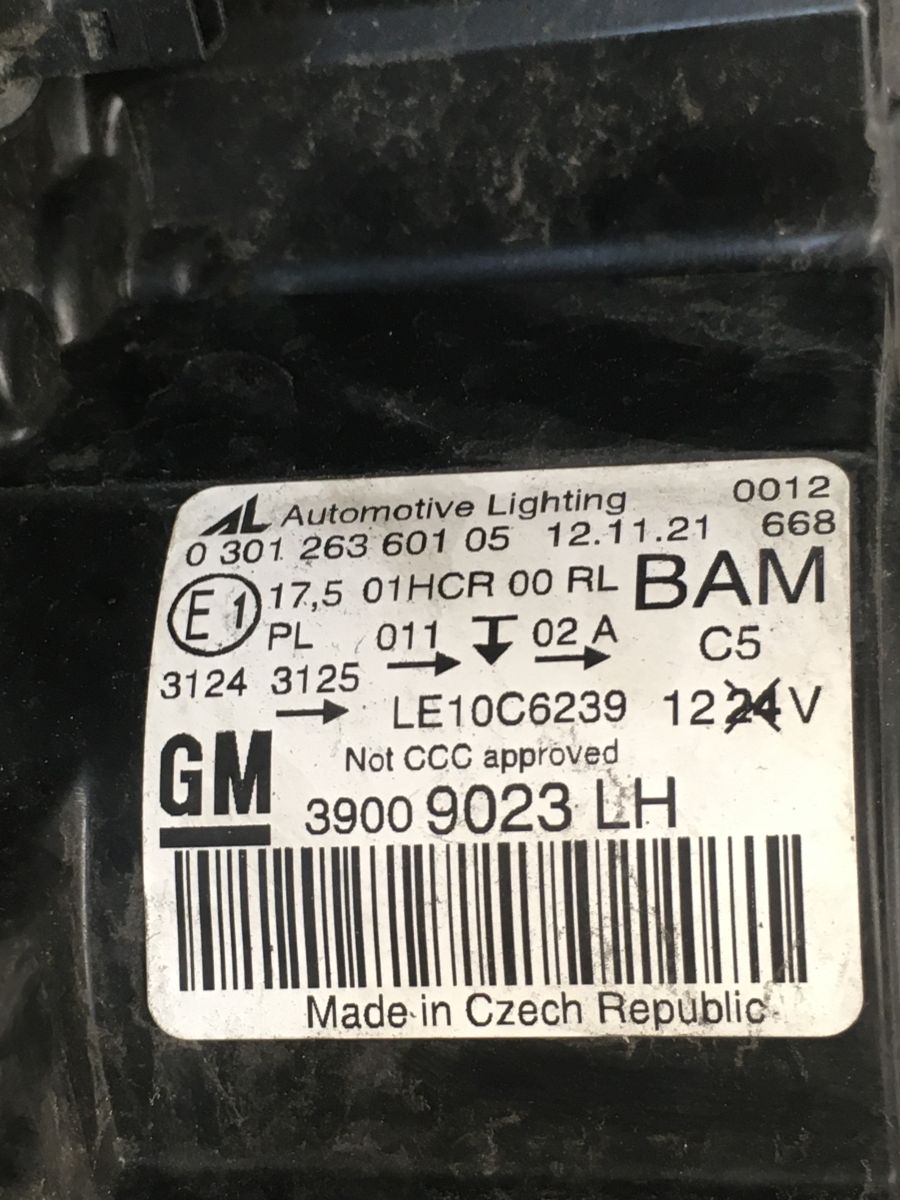 AL Automotive Lighting 0012
0 301 263 601 05 12.11.21 668
E1 17,5 01HCR 00 RL BAM
PL 011 02 A C5
3124 3125
LE10C6239 12 24 V
GM Not CCC approved
3900 9023 LH
Made in Czech Republic